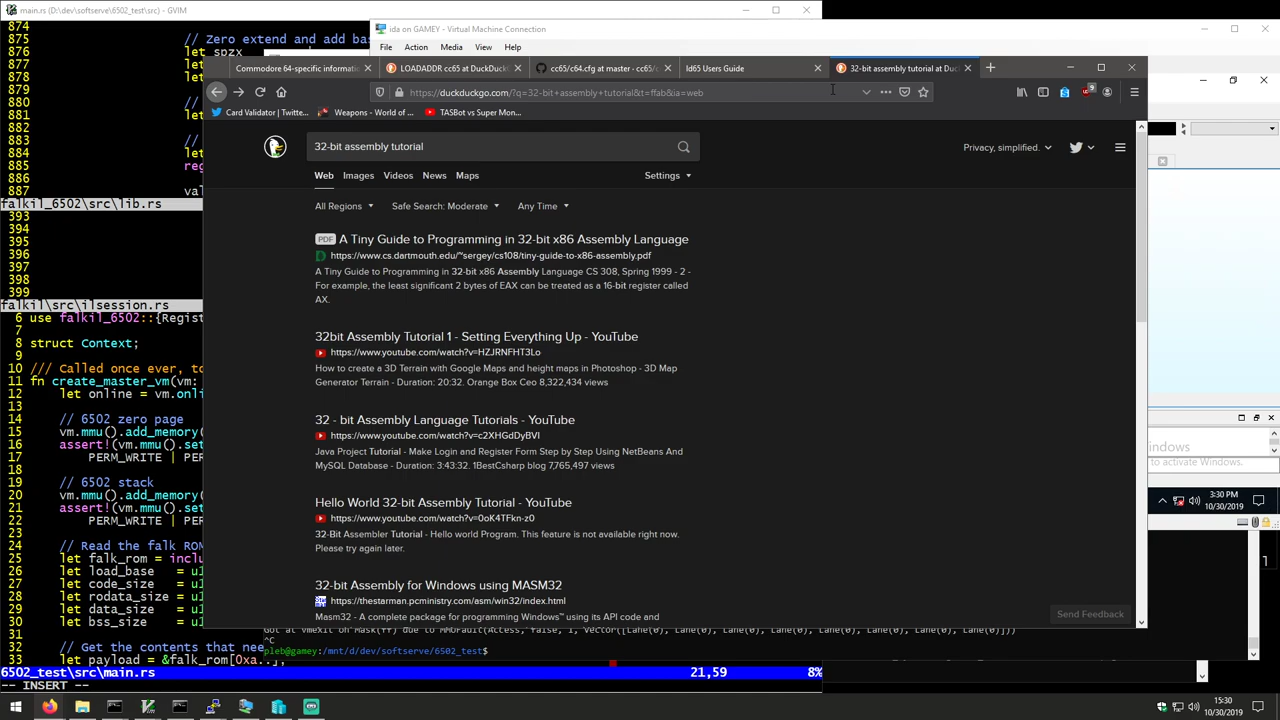 main.rs (D:\dev\softserve\6502_test\src) - GVIM
ida on GAMEY - Virtual Machine Connection
File Action Media View Help
Commodore 64-specific informati
LOADADDR cc65 at DuckDuck
cc65/c64.cfg at master · cc65/c
ld65 Users Guide
32-bit assembly tutorial at Duc
https://duckduckgo.com/?q=32-bit+assembly+tutorial&t=ffab&ia=web
9
Card Validator | Twitte...
Weapons - World of ...
TASBot vs Super Mon...
32-bit assembly tutorial
Privacy, simplified.
Web Images Videos News Maps
Settings
All Regions Safe Search: Moderate Any Time
PDF A Tiny Guide to Programming in 32-bit x86 Assembly Language
https://www.cs.dartmouth.edu/~sergey/cs108/tiny-guide-to-x86-assembly.pdf
A Tiny Guide to Programming in 32-bit x86 Assembly Language CS 308, Spring 1999 - 2 -
For example, the least significant 2 bytes of EAX can be treated as a 16-bit register called
AX.
32bit Assembly Tutorial 1 - Setting Everything Up - YouTube
https://www.youtube.com/watch?v=HZJRNFHT3Lo
How to create a 3D Terrain with Google Maps and height maps in Photoshop - 3D Map
Generator Terrain - Duration: 20:32. Orange Box Ceo 8,322,434 views
32 - bit Assembly Language Tutorials - YouTube
https://www.youtube.com/watch?v=c2XHGdDyBVI
Java Project Tutorial - Make Login and Register Form Step by Step Using NetBeans And
MySQL Database - Duration: 3:43:32. 1BestCsharp blog 7,765,497 views
Hello World 32-bit Assembly Tutorial - YouTube
https://www.youtube.com/watch?v=0oK4TFkn-z0
32-Bit Assembler Tutorial - Hello world Program. This feature is not available right now.
Please try again later.
32-bit Assembly for Windows using MASM32
https://thestarman.pcministry.com/asm/win32/index.html
Masm32 - A complete package for programming Windows™ using its API code and
Send Feedback
874
875 // Zero extend and add bas
876 let spzx
877 let
878 let
879
880 //
881 let
882
883 //
884 let
885 reg
886
887 val
falkil_6502\src\lib.rs
393
394
395
396
397
398
399
falkil\src\ilsession.rs
6 use falkil_6502::{Regist
7
8 struct Context;
9
10 /// Called once ever, to
11 fn create_master_vm(vm:
12 let online = vm.onli
13
14 // 6502 zero page
15 vm.mmu().add_memory(
16 assert!(vm.mmu().set
17 PERM_WRITE | PER
18
19 // 6502 stack
20 vm.mmu().add_memory(
21 assert!(vm.mmu().set
22 PERM_WRITE | PER
23
24 // Read the falk ROM
25 let falk_rom = inclu
26 let load_base = u1
27 let code_size = u1
28 let rodata_size = u1
29 let data_size = u1
30 let bss_size = u1
31
32 // Get the contents that nee
33 let payload = &falk_rom[0xa..];
6502_test\src\main.rs 21,59 8%
-- INSERT --
^C
pleb@gamey:/mnt/d/dev/softserve/6502_test$
indows
to activate Windows.
3:30 PM
10/30/2019
15:30
10/30/2019